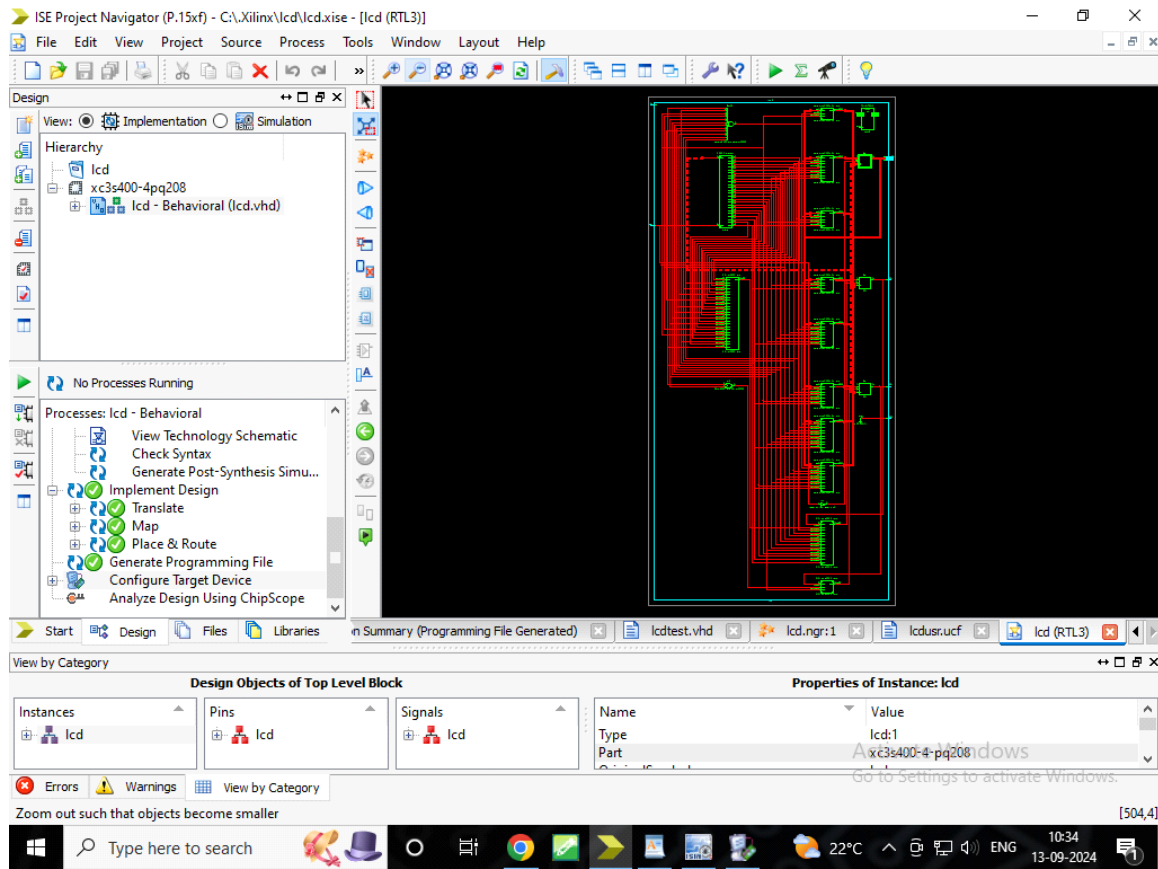 ISE Project Navigator (P.15xf) - C:\.Xilinx\lcd\lcd.xise - [lcd (RTL3)]
File Edit View Project Source Process Tools Window Layout Help
»
Design
View: Implementation Simulation
Hierarchy
lcd
xc3s400-4pq208
lcd - Behavioral (lcd.vhd)
No Processes Running
Processes: lcd - Behavioral
View Technology Schematic
Check Syntax
Generate Post-Synthesis Simu...
Implement Design
Translate
Map
Place & Route
Generate Programming File
Configure Target Device
Analyze Design Using ChipScope
Start Design Files Libraries
n Summary (Programming File Generated) lcdtest.vhd lcd.ngr:1 lcdusr.ucf lcd (RTL3)
View by Category
Design Objects of Top Level Block
Properties of Instance: lcd
Instances Pins Signals Name Value
lcd lcd lcd Type lcd:1
Part xc3s400-4-pq208
Activate Windows
Go to Settings to activate Windows.
Errors Warnings View by Category
Zoom out such that objects become smaller [504,4]
Type here to search 22°C ENG 10:34
13-09-2024
1